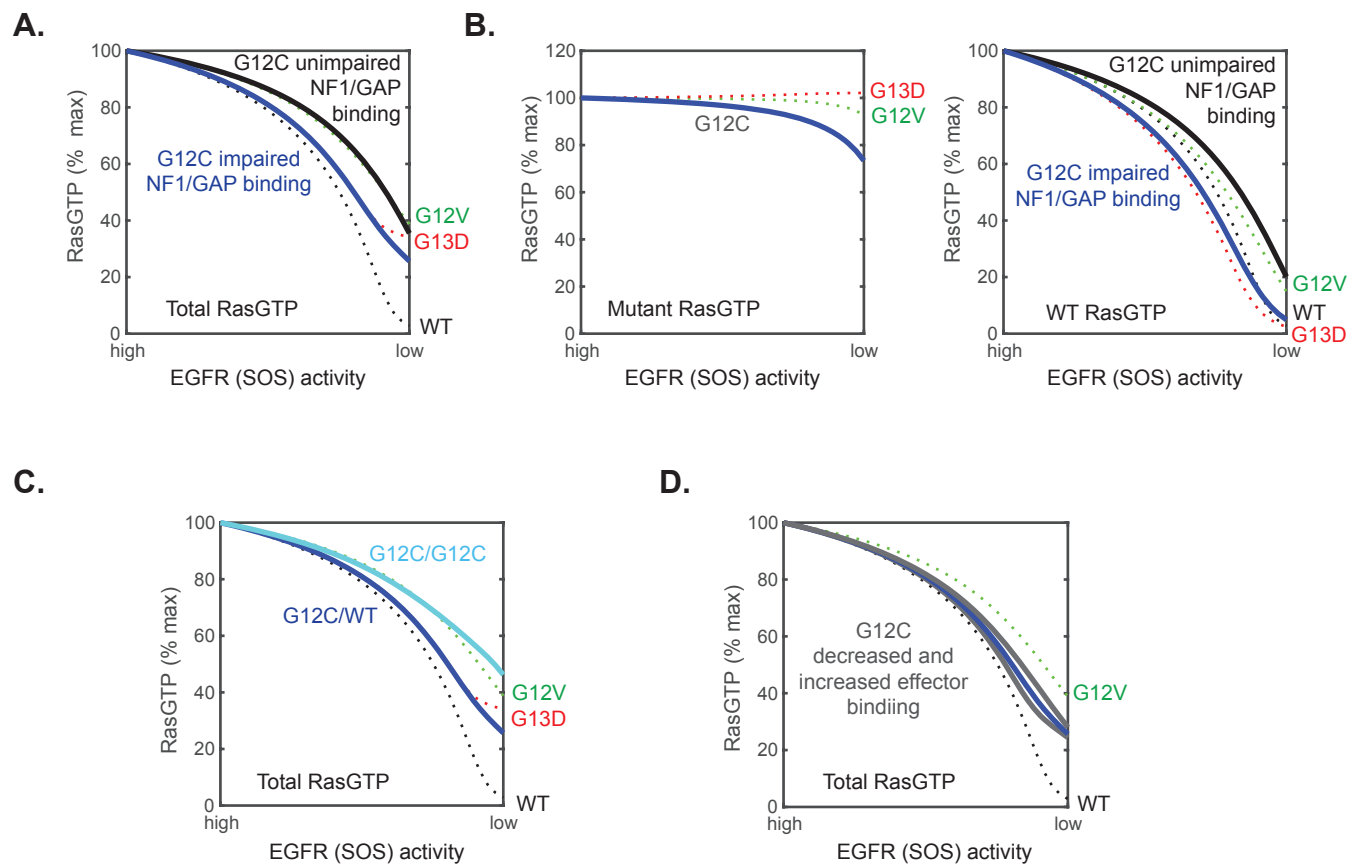 A.
RasGTP (% max)
100
80
60
40
20
0
G12C unimpaired
NF1/GAP
binding
G12C impaired
NF1/GAP binding
G12V
G13D
WT
Total RasGTP
high
low
EGFR (SOS) activity
B.
RasGTP (% max)
120
100
80
60
40
20
0
G13D
G12V
G12C
Mutant RasGTP
high
low
EGFR (SOS) activity
RasGTP (% max)
100
80
60
40
20
0
G12C unimpaired
NF1/GAP
binding
G12C impaired
NF1/GAP binding
G12V
WT
G13D
WT RasGTP
high
low
EGFR (SOS) activity
C.
RasGTP (% max)
100
80
60
40
20
0
G12C/G12C
G12C/WT
G12V
G13D
WT
Total RasGTP
high
low
EGFR (SOS) activity
D.
RasGTP (% max)
100
80
60
40
20
0
G12C
decreased and
increased effector
bindiing
G12V
WT
Total RasGTP
high
low
EGFR (SOS) activity